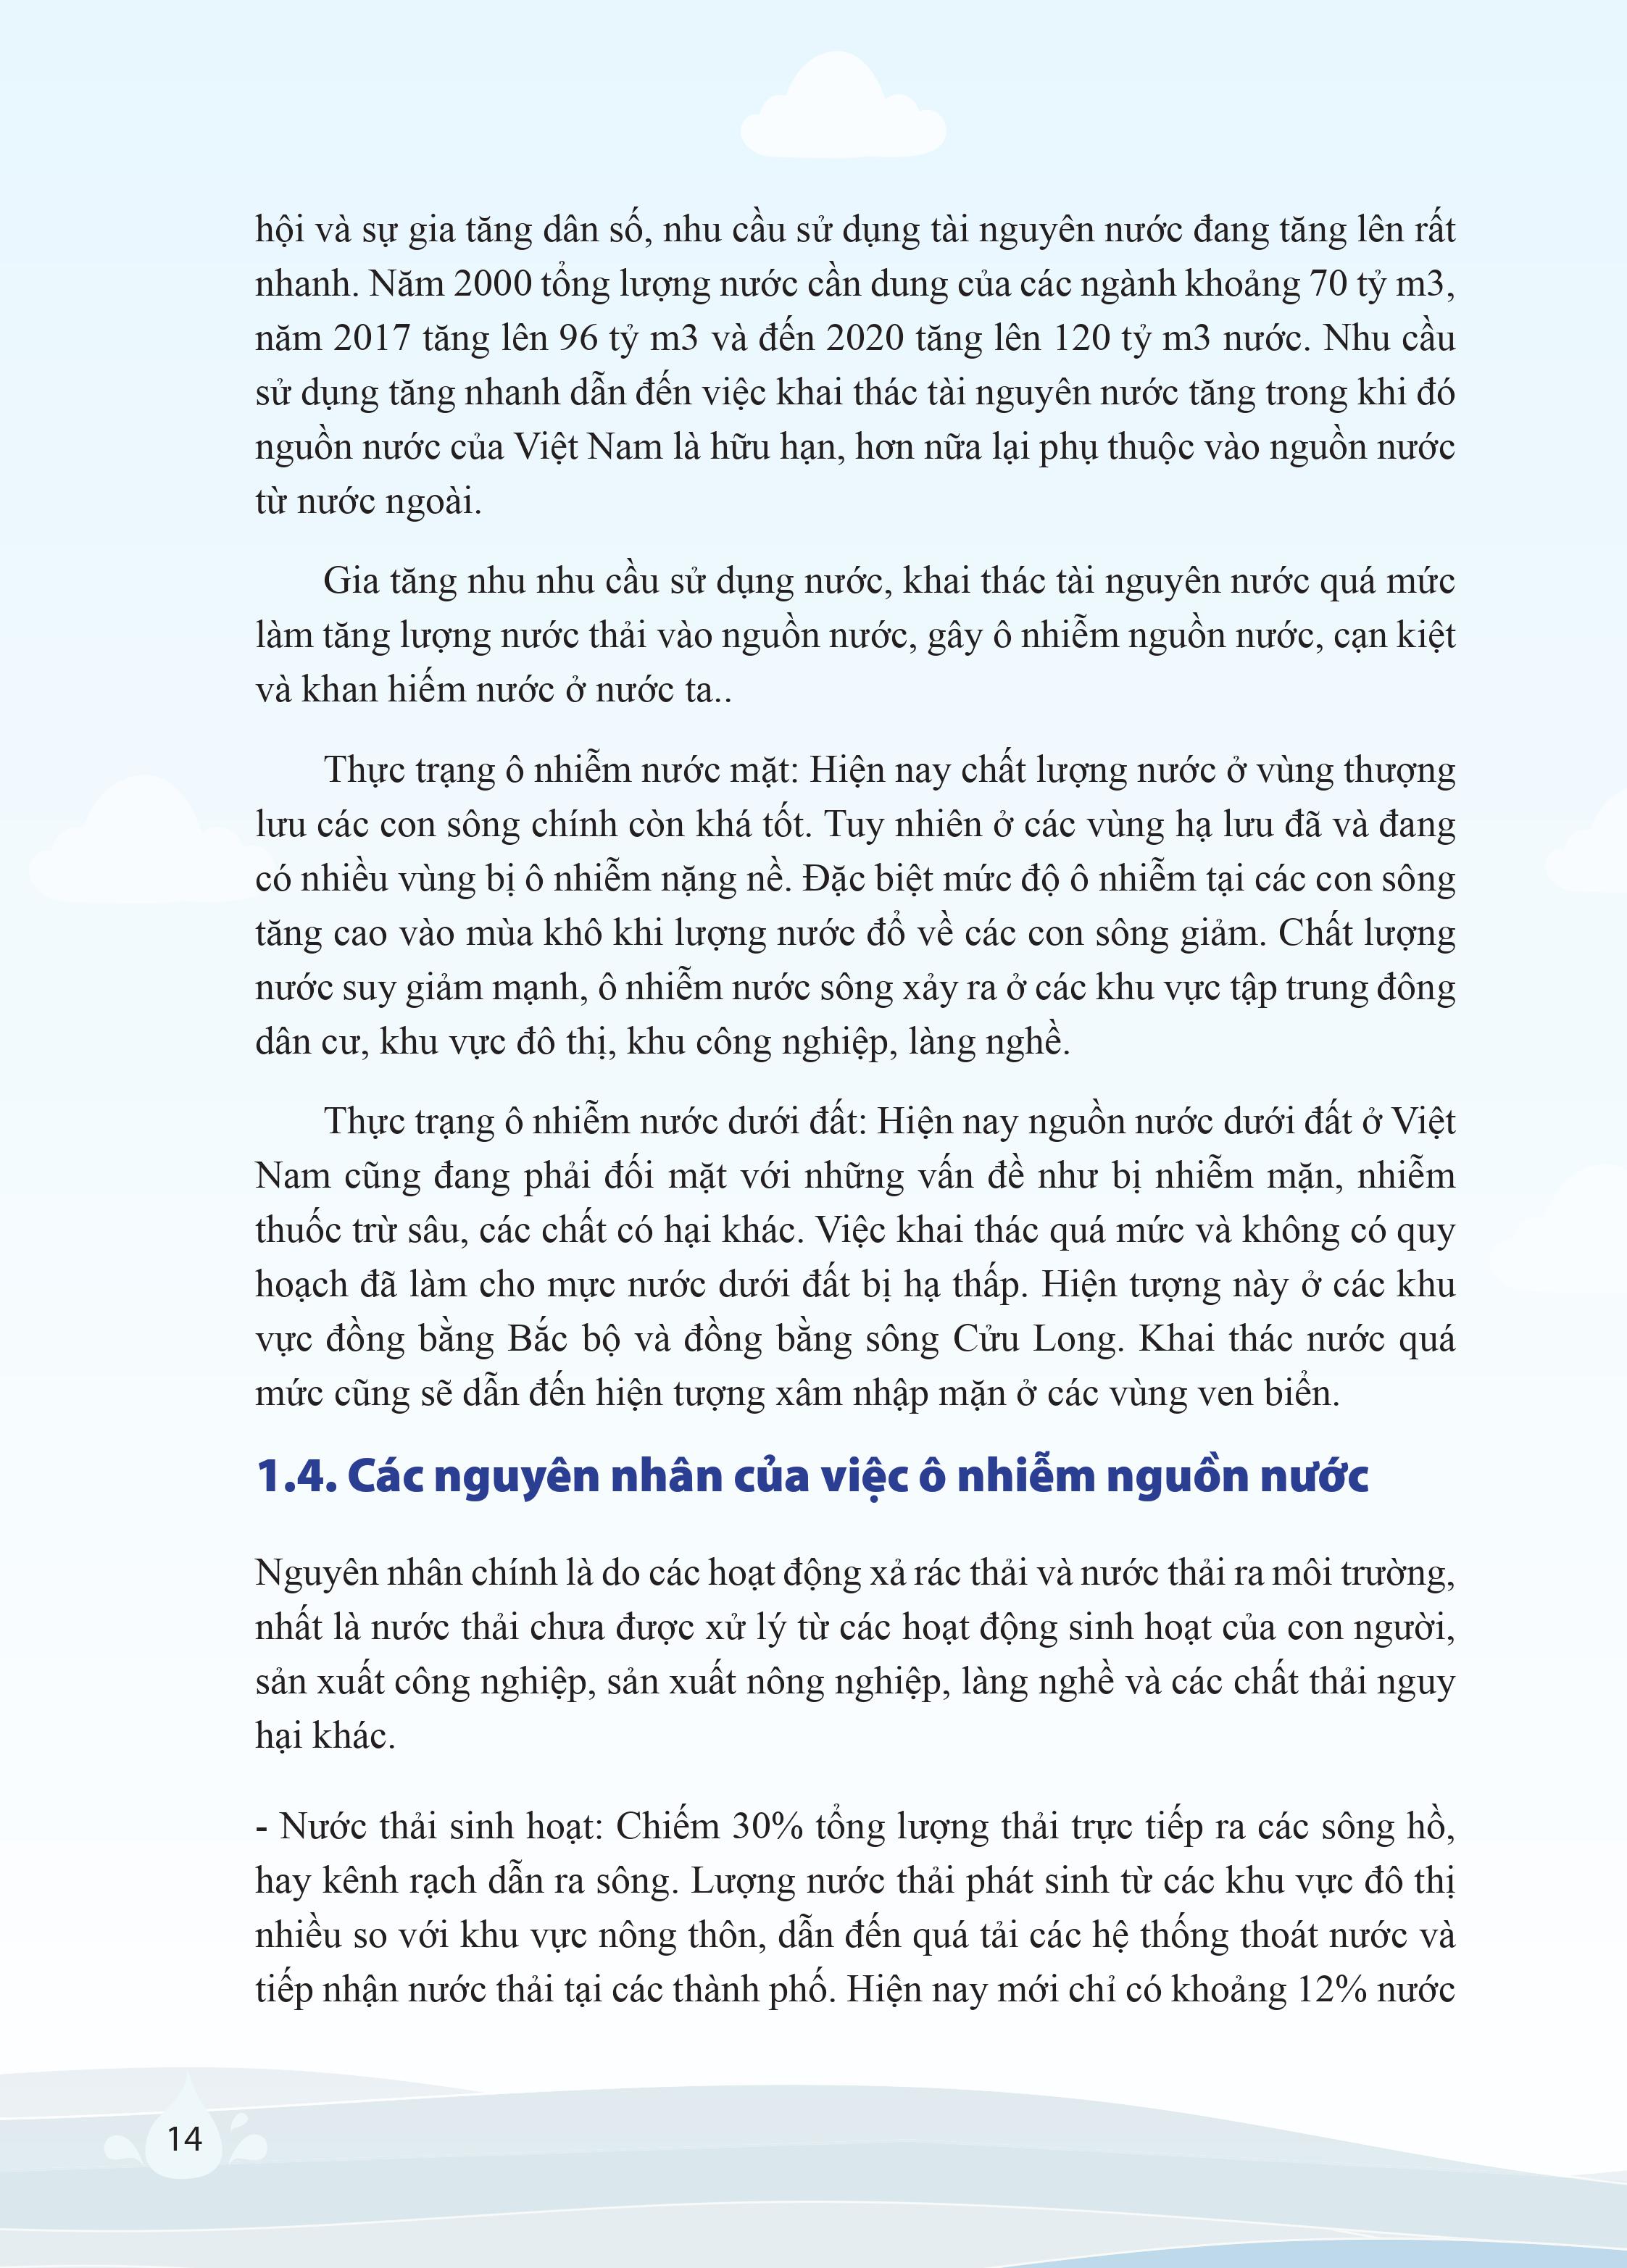 hội và sự gia tăng dân số, nhu cầu sử dụng tài nguyên nước đang tăng lên rất
nhanh. Năm 2000 tổng lượng nước cần dung của các ngành khoảng 70 tỷ m3,
năm 2017 tăng lên 96 tỷ m3 và đến 2020 tăng lên 120 tỷ m3 nước. Nhu cầu
sử dụng tăng nhanh dẫn đến việc khai thác tài nguyên nước tăng trong khi đó
nguồn nước của Việt Nam là hữu hạn, hơn nữa lại phụ thuộc vào nguồn nước
từ nước ngoài.
Gia tăng nhu nhu cầu sử dụng nước, khai thác tài nguyên nước quá mức
làm tăng lượng nước thải vào nguồn nước, gây ô nhiễm nguồn nước, cạn kiệt
và khan hiếm nước ở nước ta..
Thực trạng ô nhiễm nước mặt: Hiện nay chất lượng nước ở vùng thượng
lưu các con sông chính còn khá tốt. Tuy nhiên ở các vùng hạ lưu đã và đang
có nhiều vùng bị ô nhiễm nặng nề. Đặc biệt mức độ ô nhiễm tại các con sông
tăng cao vào mùa khô khi lượng nước đổ về các con sông giảm. Chất lượng
nước suy giảm mạnh, ô nhiễm nước sông xảy ra ở các khu vực tập trung đông
dân cư, khu vực đô thị, khu công nghiệp, làng nghề.
Thực trạng ô nhiễm nước dưới đất: Hiện nay nguồn nước dưới đất ở Việt
Nam cũng đang phải đối mặt với những vấn đề như bị nhiễm mặn, nhiễm
thuốc trừ sâu, các chất có hại khác. Việc khai thác quá mức và không có quy
hoạch đã làm cho mực nước dưới đất bị hạ thấp. Hiện tượng này ở các khu
vực đồng bằng Bắc bộ và đồng bằng sông Cửu Long. Khai thác nước quá
mức cũng sẽ dẫn đến hiện tượng xâm nhập mặn ở các vùng ven biển.
1.4. Các nguyên nhân của việc ô nhiễm nguồn nước
Nguyên nhân chính là do các hoạt động xả rác thải và nước thải ra môi trường,
nhất là nước thải chưa được xử lý từ các hoạt động sinh hoạt của con người,
sản xuất công nghiệp, sản xuất nông nghiệp, làng nghề và các chất thải nguy
hại khác.
- Nước thải sinh hoạt: Chiếm 30% tổng lượng thải trực tiếp ra các sông hồ,
hay kênh rạch dẫn ra sông. Lượng nước thải phát sinh từ các khu vực đô thị
nhiều so với khu vực nông thôn, dẫn đến quá tải các hệ thống thoát nước và
tiếp nhận nước thải tại các thành phố. Hiện nay mới chỉ có khoảng 12% nước
14